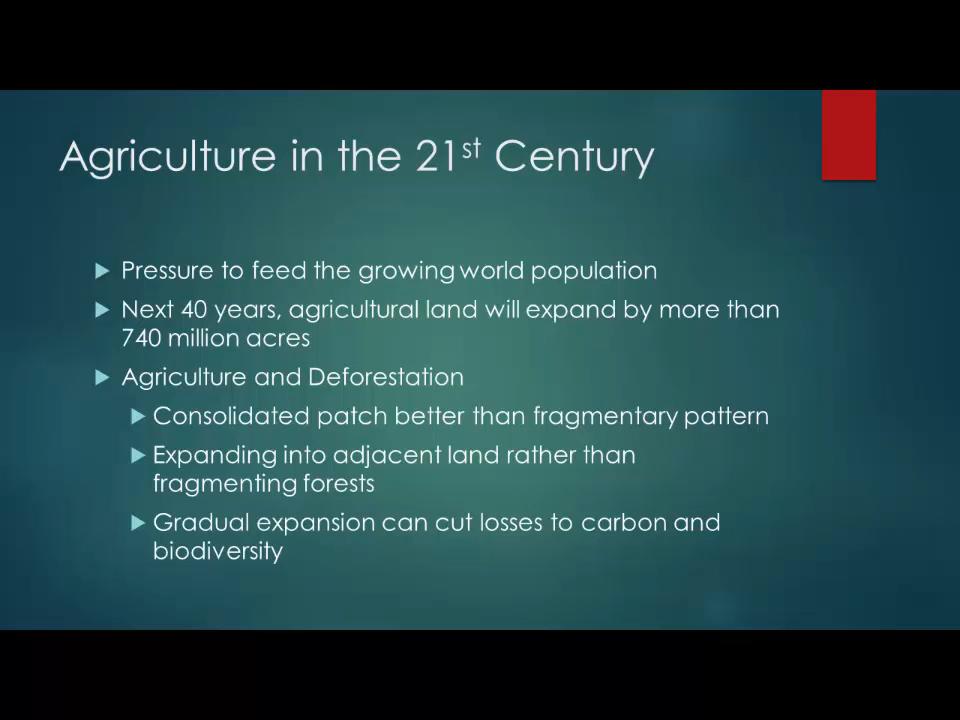 Agriculture in the 21st Century
Pressure to feed the growing world population
Next 40 years, agricultural land will expand by more than
740 million acres
Agriculture and Deforestation
Consolidated patch better than fragmentary pattern
Expanding into adjacent land rather than
fragmenting forests
Gradual expansion can cut losses to carbon and
biodiversity